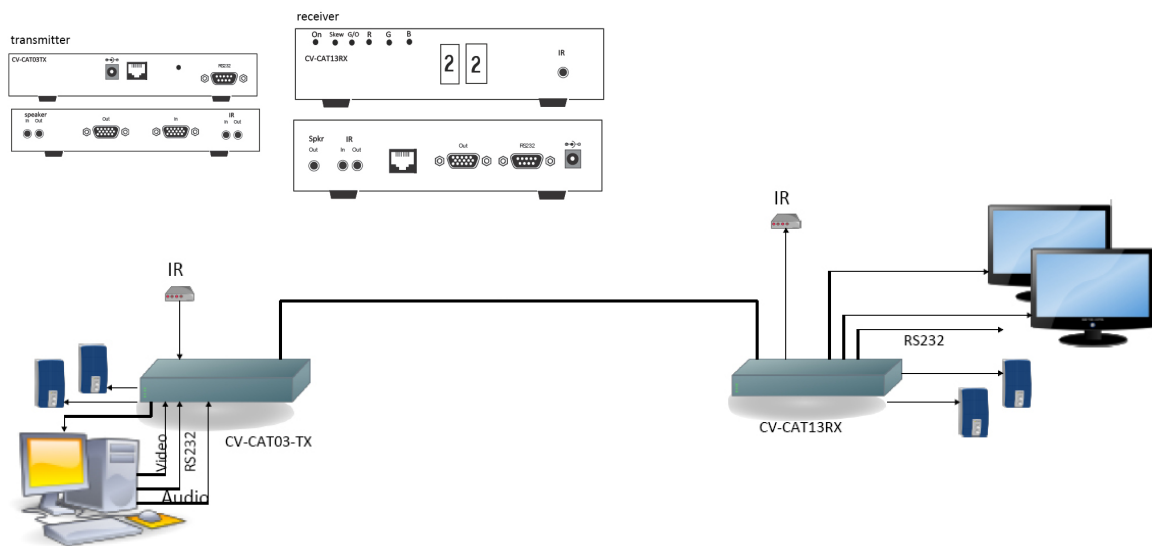 receiver
transmitter
On Skew G/O R G B
CV-CAT13RX
2 2
IR
CV-CAT03TX
RS232
speaker
In Out
Out
In
IR
In Out
Spkr
Out
IR
In Out
Out
RS232
IR
IR
RS232
CV-CAT03-TX
CV-CAT13RX
Video
RS232
Audio